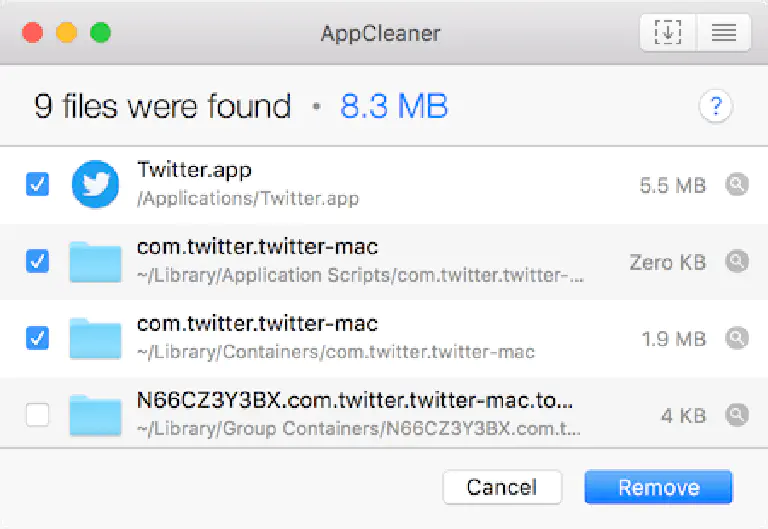 AppCleaner
9 files were found • 8.3 MB
?
Twitter.app
/Applications/Twitter.app
5.5 MB
com.twitter.twitter-mac
~/Library/Application Scripts/com.twitter.twitter-...
Zero KB
com.twitter.twitter-mac
~/Library/Containers/com.twitter.twitter-mac
1.9 MB
N66CZ3Y3BX.com.twitter.twitter-mac.to...
~/Library/Group Containers/N66CZ3Y3BX.com.t...
4 KB
Cancel
Remove